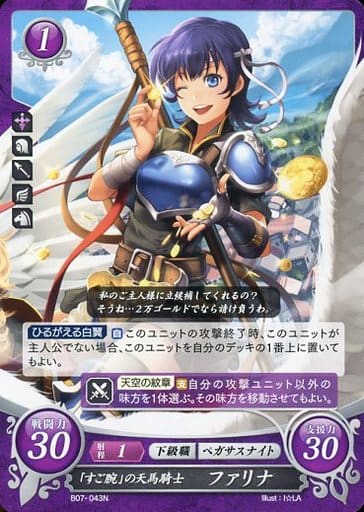 1
私のご主人様に立候補してくれるの？
そうね…2万ゴールドでなら請け負うわ。
ひるがえる白翼 自 このユニットの攻撃終了時、このユニットが
主人公でない場合、このユニットを自分のデッキの1番上に置いて
もよい。
天空の紋章 支 自分の攻撃ユニット以外の
味方を1体選ぶ。その味方を移動させてもよい。
戦闘力
30
射程 1
下級職
ペガサスナイト
支援力
30
「すご腕」の天馬騎士 ファリナ
B07-043N
Illust：I☆LA